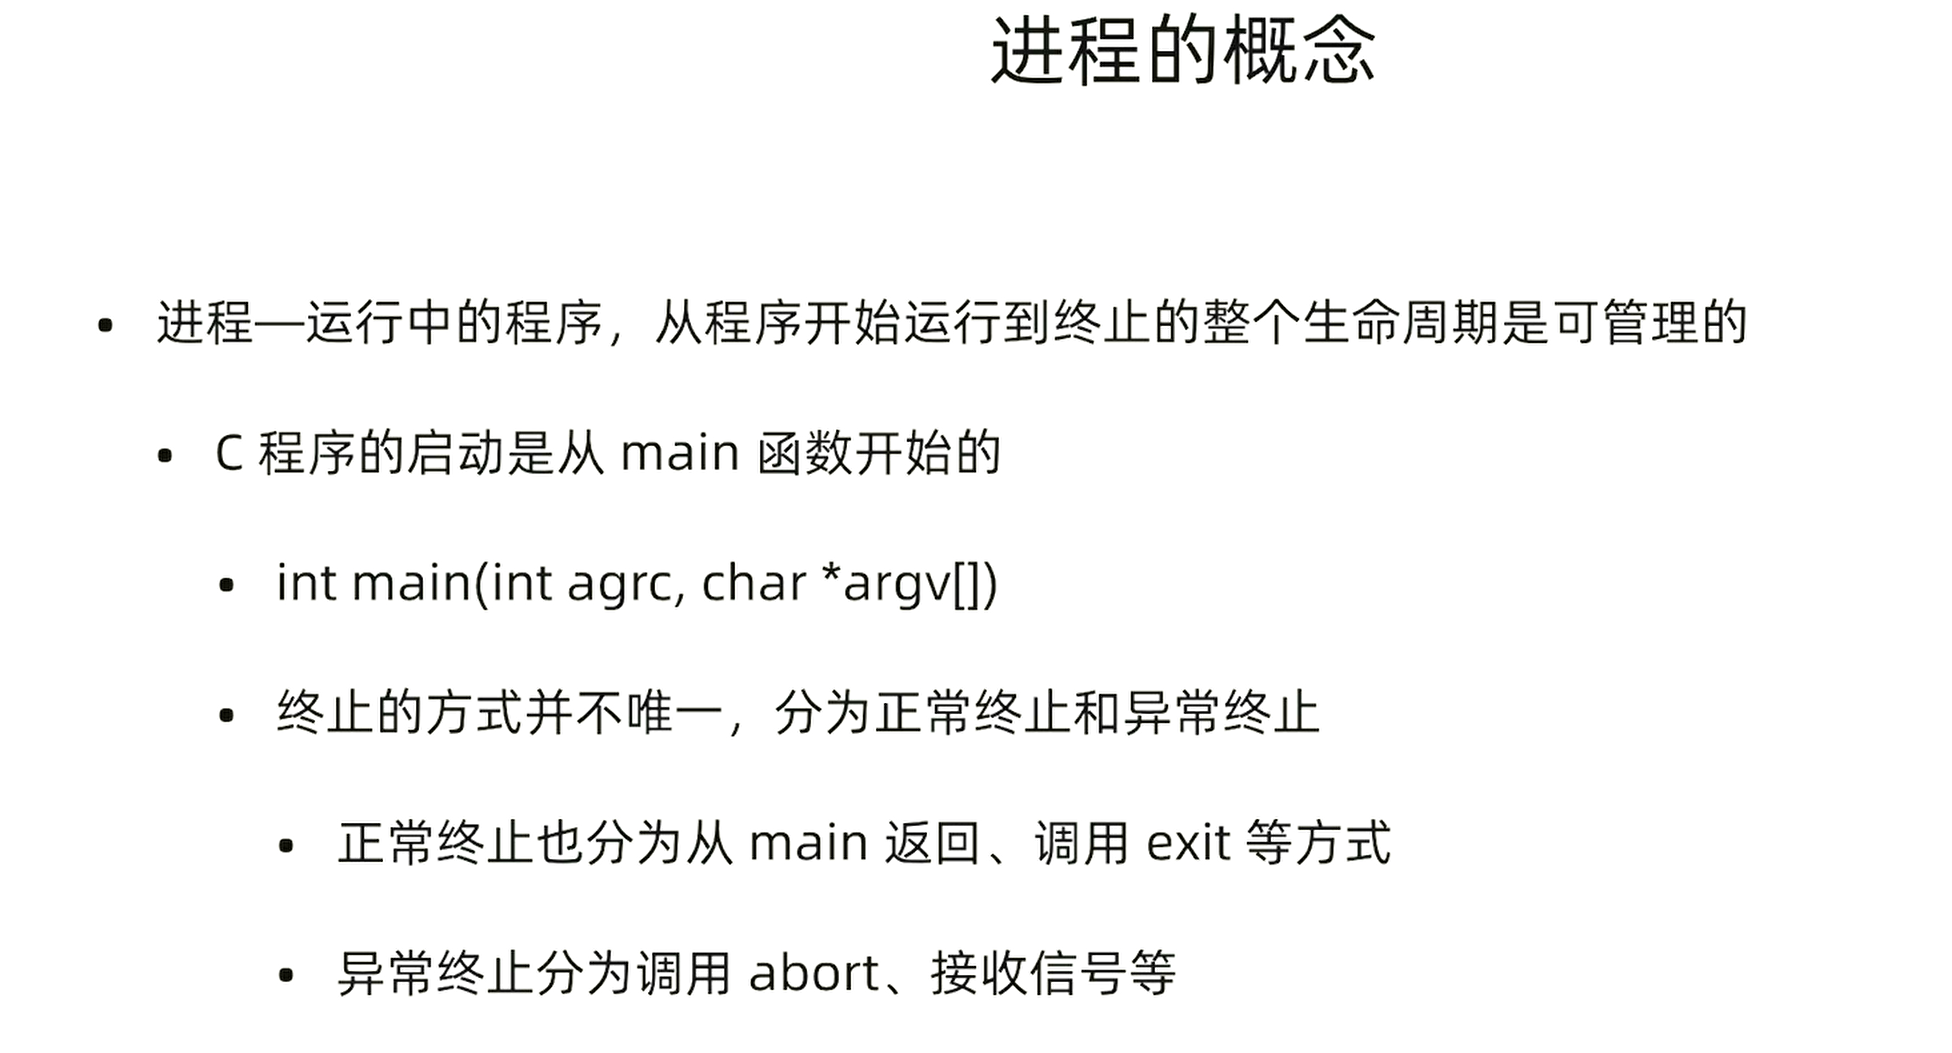 进程的概念
• 进程—运行中的程序，从程序开始运行到终止的整个生命周期是可管理的
• C 程序的启动是从 main 函数开始的
• int main(int agrc, char *argv[])
• 终止的方式并不唯一，分为正常终止和异常终止
• 正常终止也分为从 main 返回、调用 exit 等方式
• 异常终止分为调用 abort、接收信号等